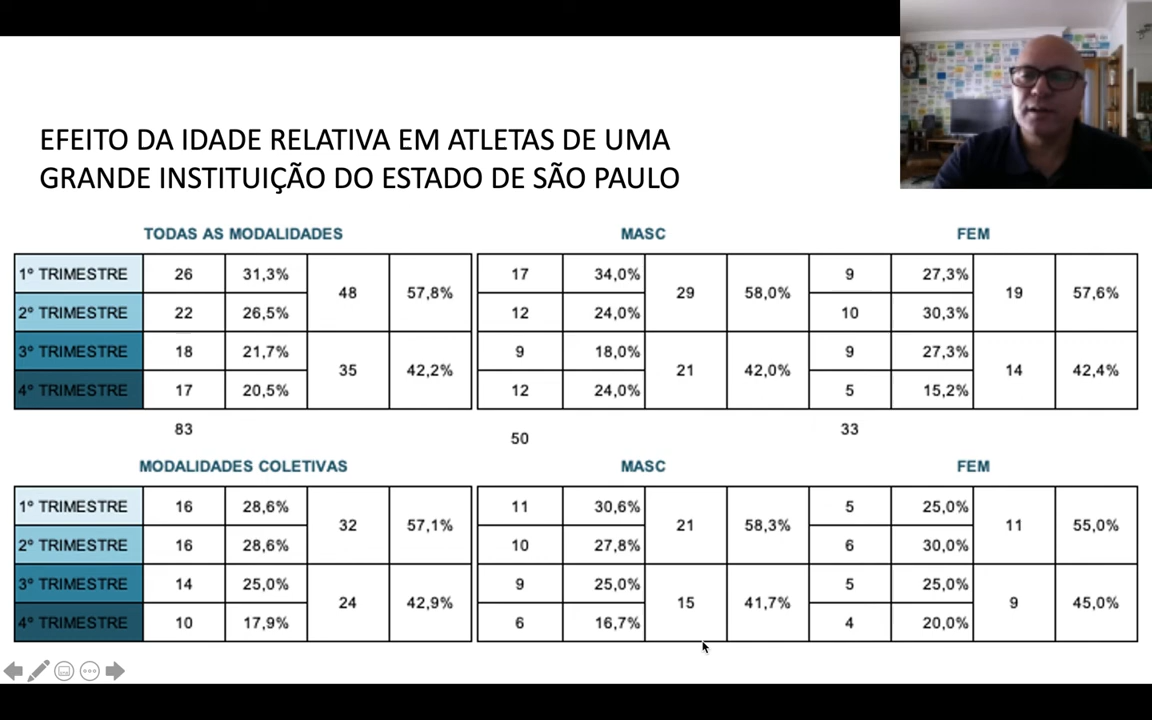 EFEITO DA IDADE RELATIVA EM ATLETAS DE UMA
GRANDE INSTITUIÇÃO DO ESTADO DE SÃO PAULO
TODAS AS MODALIDADES MASC FEM
1º TRIMESTRE 26 31,3% 48 57,8% 17 34,0% 29 58,0% 9 27,3% 19 57,6%
2º TRIMESTRE 22 26,5% 12 24,0% 10 30,3%
3º TRIMESTRE 18 21,7% 35 42,2% 9 18,0% 21 42,0% 9 27,3% 14 42,4%
4º TRIMESTRE 17 20,5% 12 24,0% 5 15,2%
83 50 33
MODALIDADES COLETIVAS MASC FEM
1º TRIMESTRE 16 28,6% 32 57,1% 11 30,6% 21 58,3% 5 25,0% 11 55,0%
2º TRIMESTRE 16 28,6% 10 27,8% 6 30,0%
3º TRIMESTRE 14 25,0% 24 42,9% 9 25,0% 15 41,7% 5 25,0% 9 45,0%
4º TRIMESTRE 10 17,9% 6 16,7% 4 20,0%